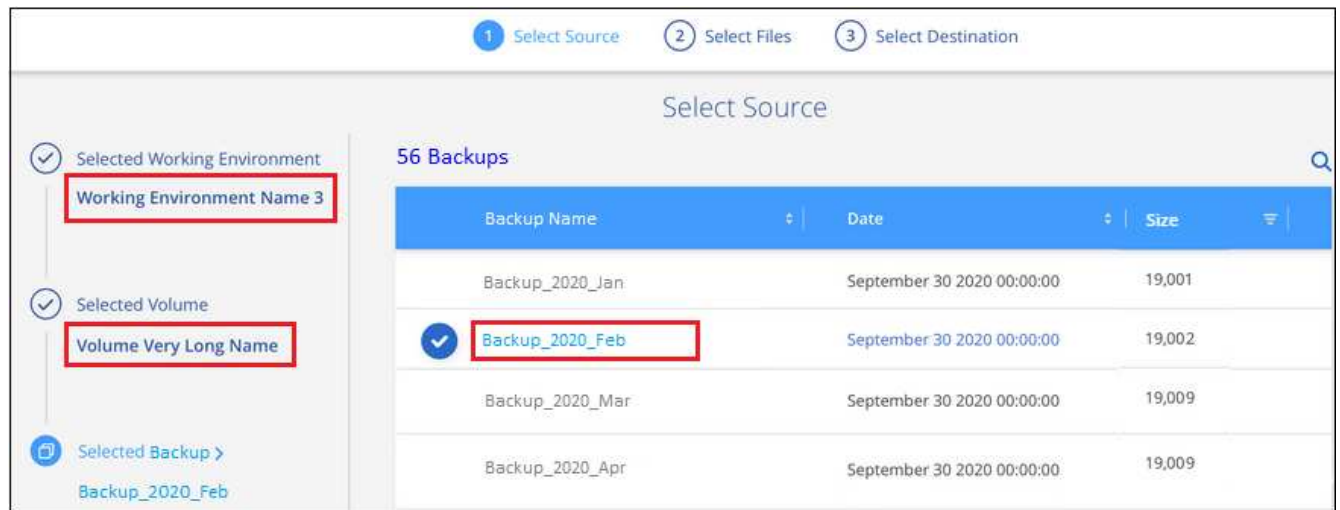 1 Select Source 2 Select Files 3 Select Destination
Select Source
Selected Working Environment
Working Environment Name 3
Selected Volume
Volume Very Long Name
Selected Backup >
Backup_2020_Feb
56 Backups
Backup Name Date Size
Backup_2020_Jan September 30 2020 00:00:00 19,001
Backup_2020_Feb September 30 2020 00:00:00 19,002
Backup_2020_Mar September 30 2020 00:00:00 19,009
Backup_2020_Apr September 30 2020 00:00:00 19,009